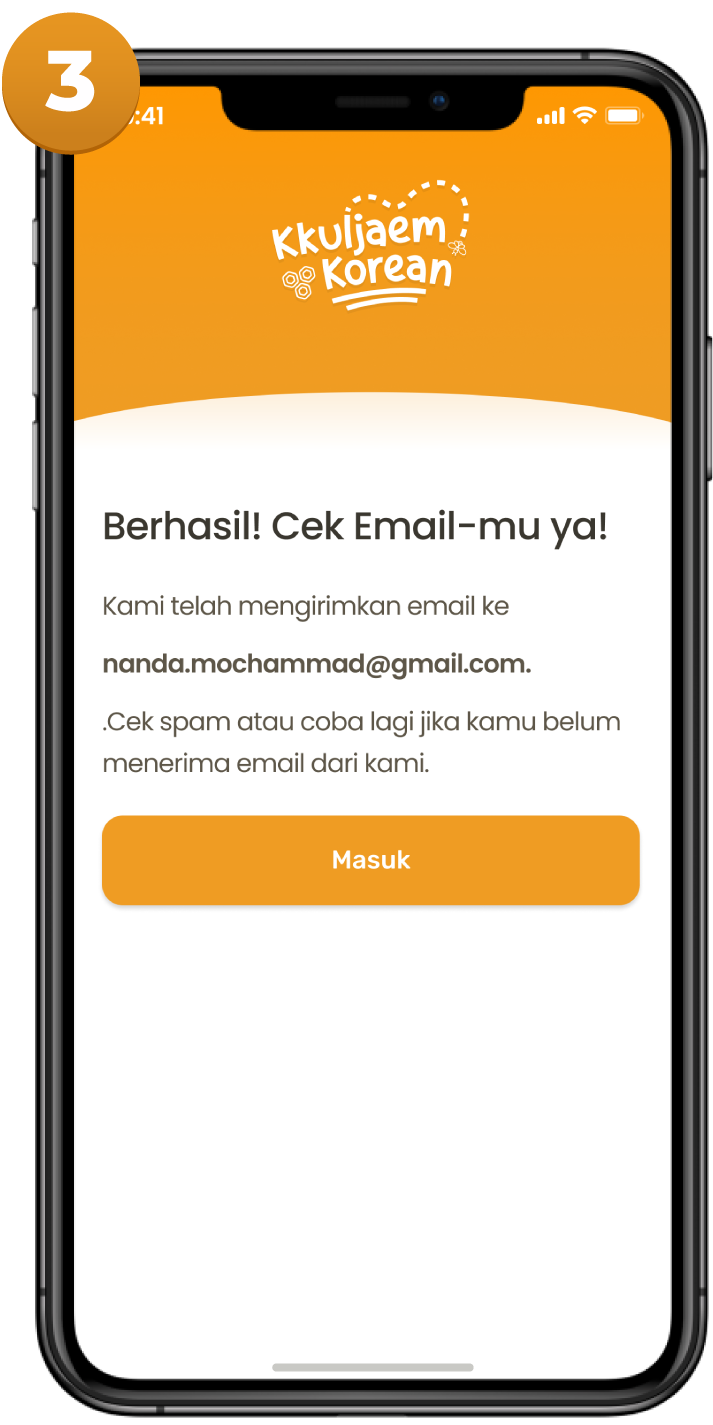 3
:41
Kkuljaem
Korean
Berhasil! Cek Email-mu ya!
Kami telah mengirimkan email ke
nanda.mochammad@gmail.com.
.Cek spam atau coba lagi jika kamu belum
menerima email dari kami.
Masuk